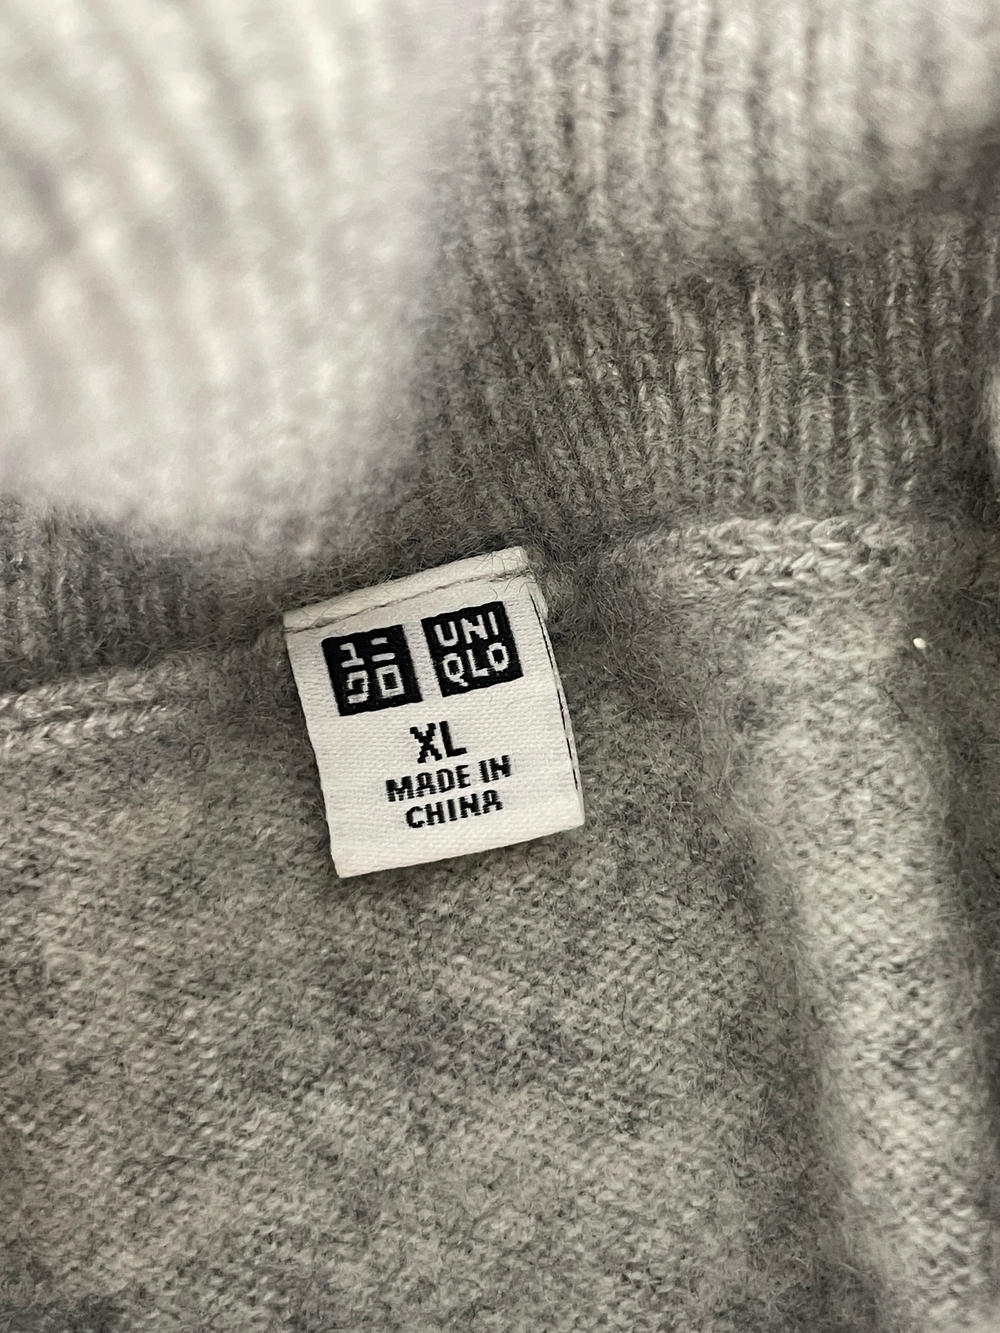 ユニ UNI
クロ QLO
XL
MADE IN
CHINA